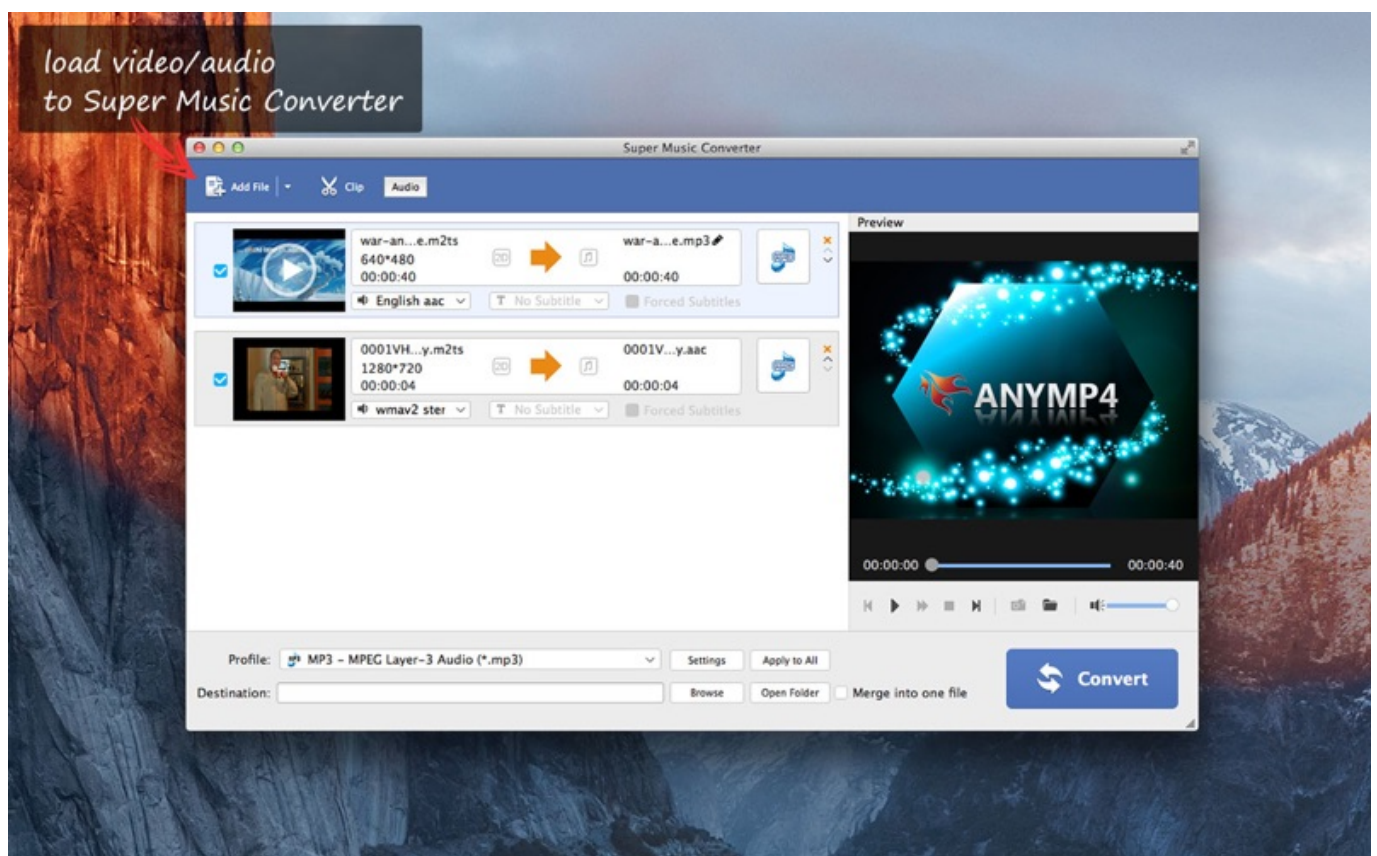 load video/audio
to Super Music Converter
Super Music Converter
Add File
Clip
Audio
war-an...e.m2ts
640*480
00:00:40
2D
war-a...e.mp3
00:00:40
English aac
T No Subtitle
Forced Subtitles
0001VH...y.m2ts
1280*720
00:00:04
2D
0001V...y.aac
00:00:04
wmav2 ster
T No Subtitle
Forced Subtitles
Preview
ANYMP4
00:00:00
00:00:40
Profile: MP3 - MPEG Layer-3 Audio (*.mp3)
Settings
Apply to All
Destination:
Browse
Open Folder
Merge into one file
Convert